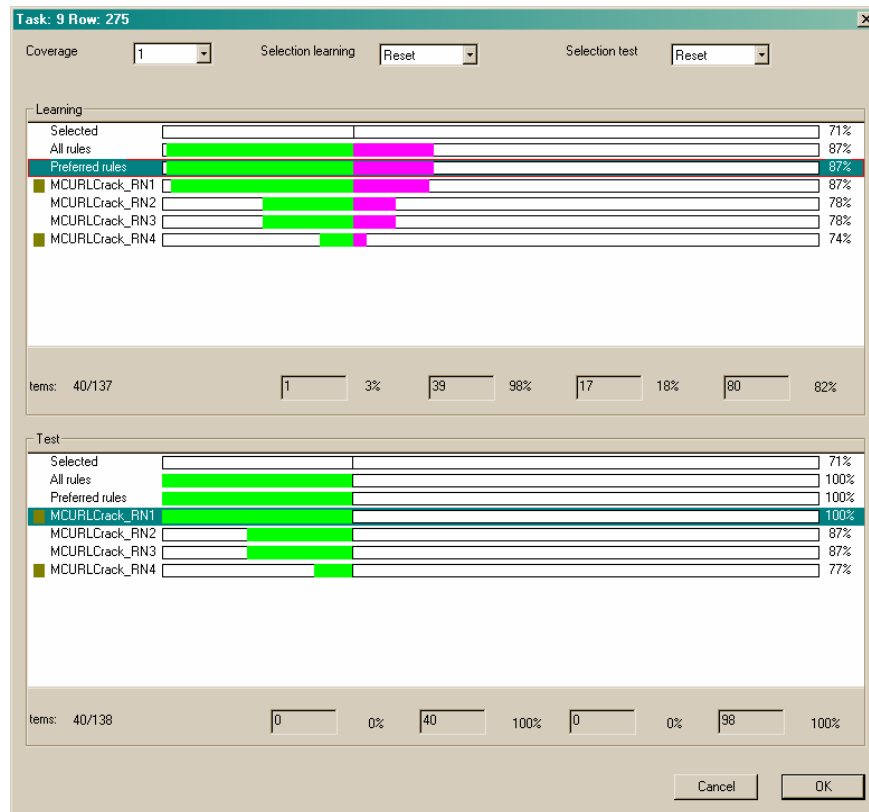 Task: 9 Row: 275
Coverage 1 Selection learning Reset Selection test Reset
Learning
Selected 71%
All rules 87%
Preferred rules 87%
MCURLCrack_RN1 87%
MCURLCrack_RN2 78%
MCURLCrack_RN3 78%
MCURLCrack_RN4 74%
tems: 40/137 1 3% 39 98% 17 18% 80 82%
Test
Selected 71%
All rules 100%
Preferred rules 100%
MCURLCrack_RN1 100%
MCURLCrack_RN2 87%
MCURLCrack_RN3 87%
MCURLCrack_RN4 77%
tems: 40/138 0 0% 40 100% 0 0% 98 100%
Cancel OK